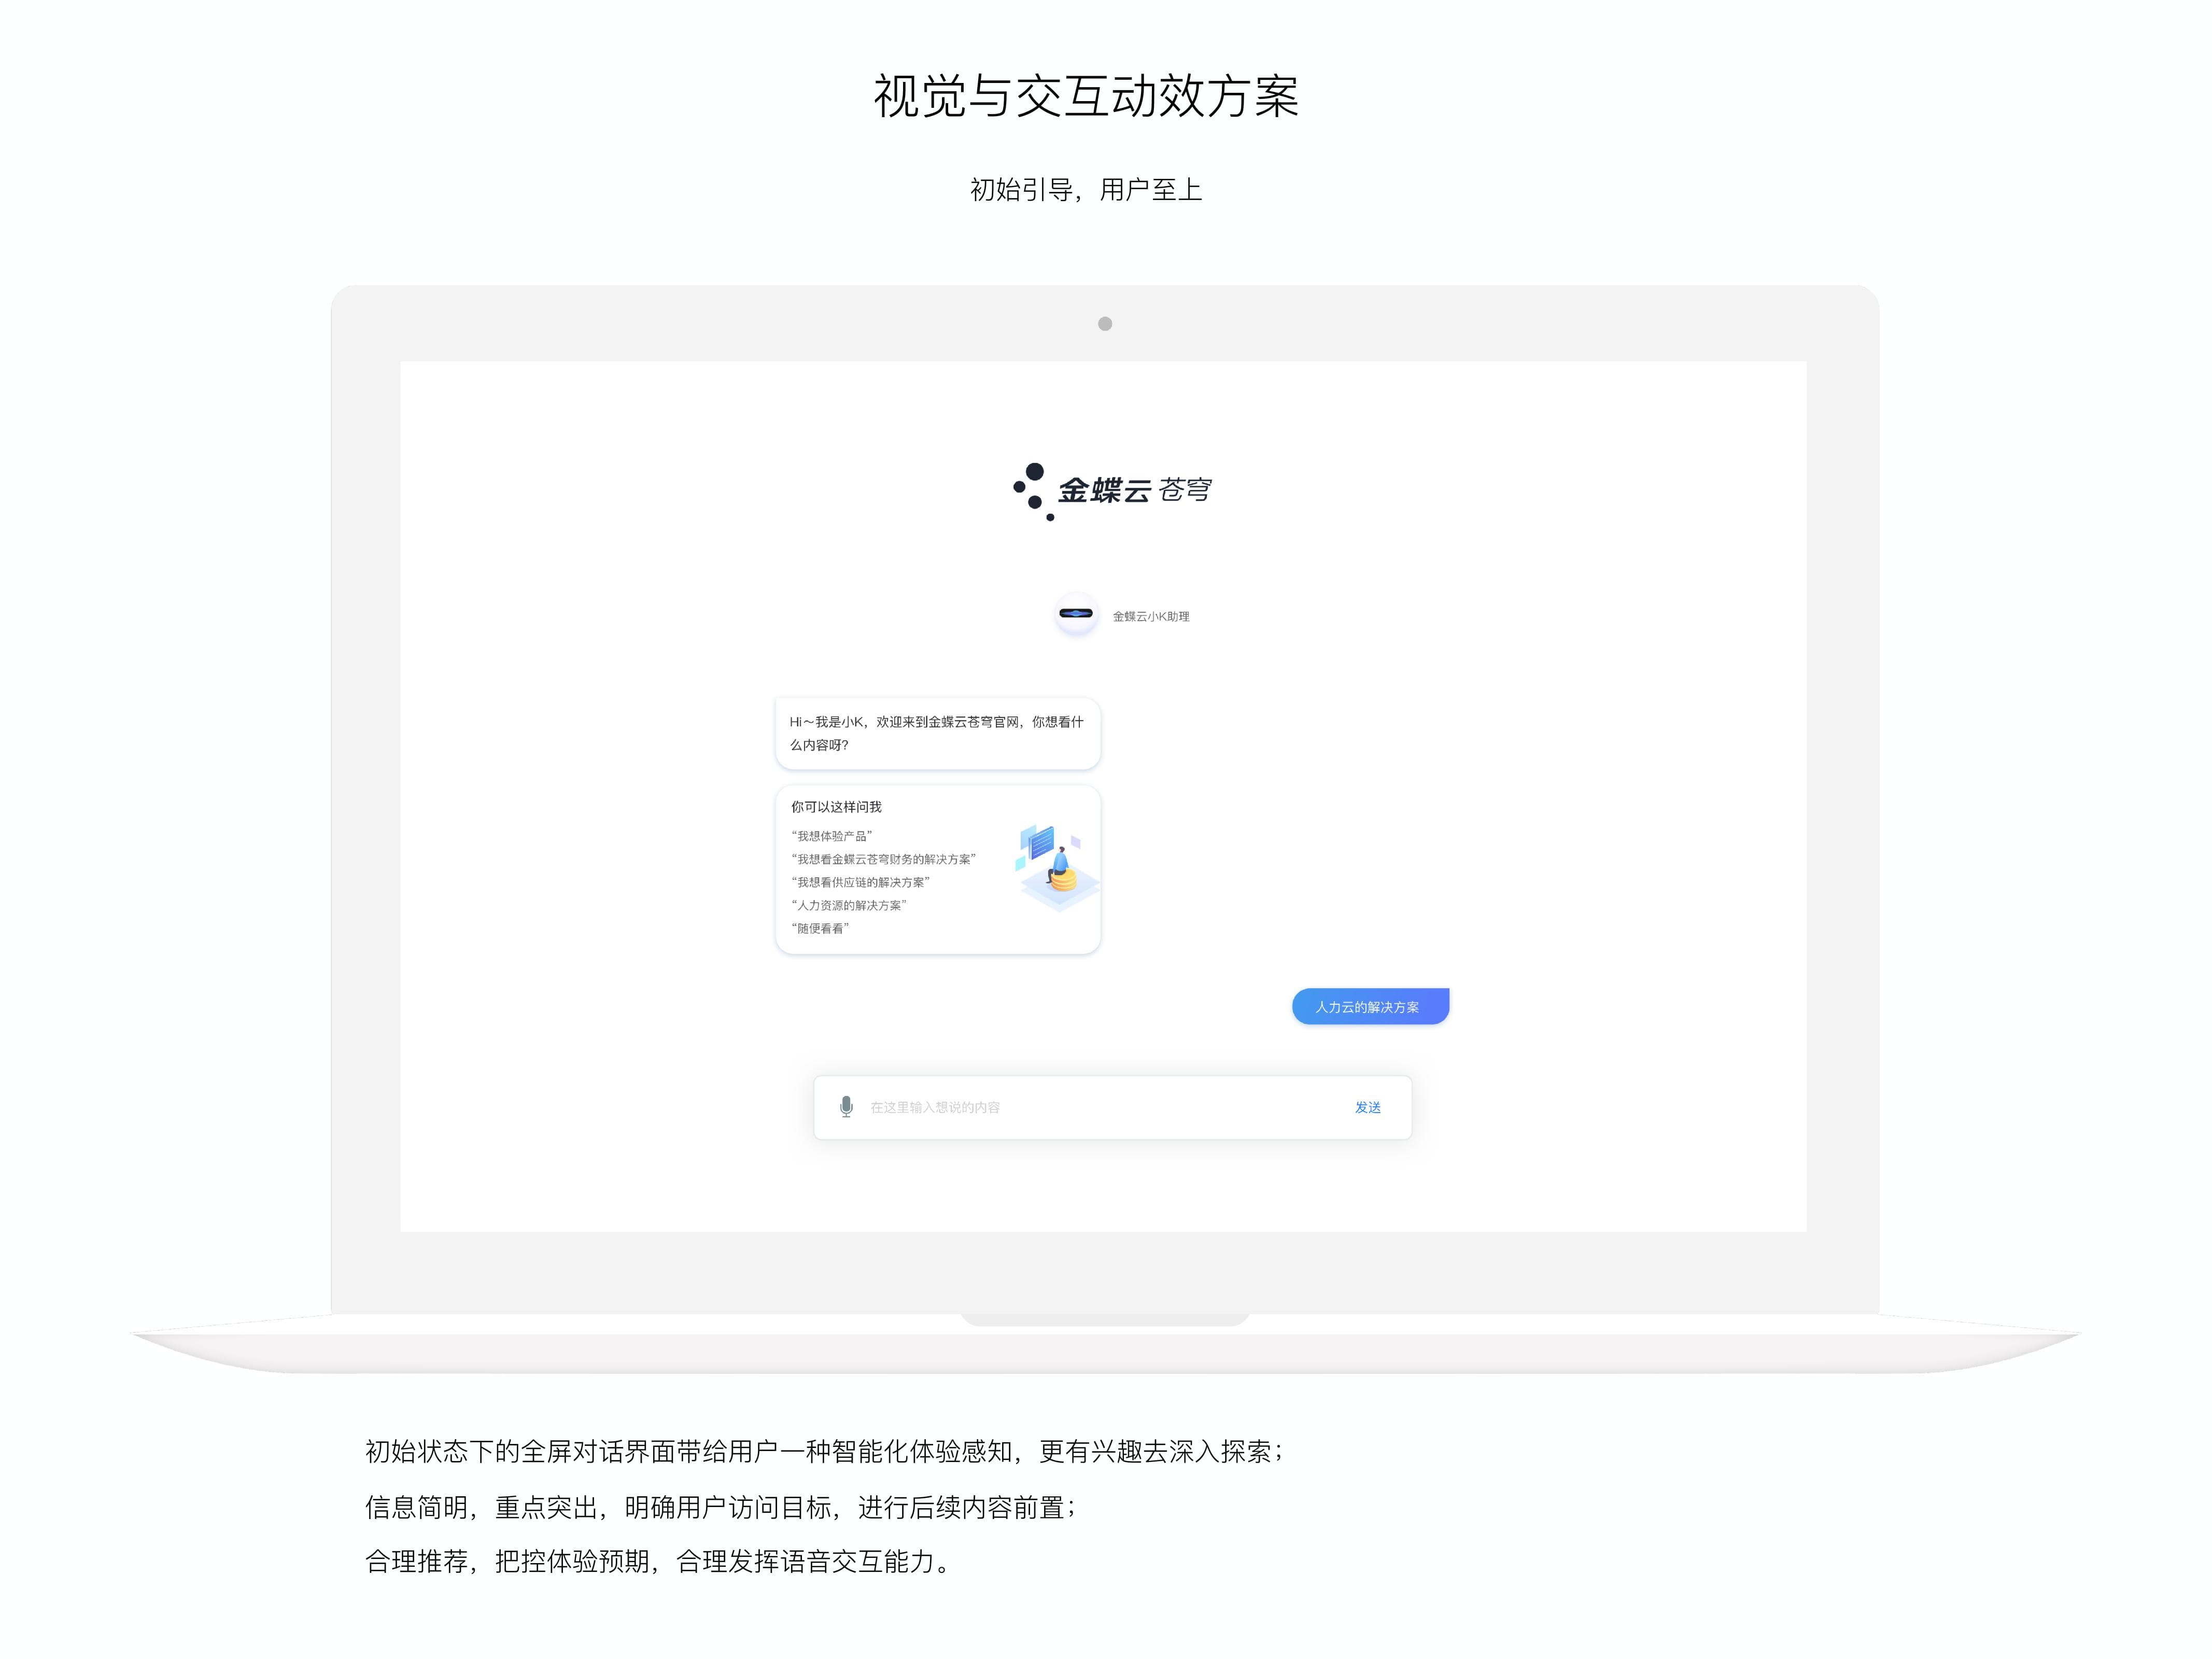 视觉与交互动效方案
初始引导，用户至上
金蝶云 苍穹
金蝶云小K助理
Hi～我是小K，欢迎来到金蝶云苍穹官网，你想看什
么内容呀？
你可以这样问我
“我想体验产品”
“我想看金蝶云苍穹财务的解决方案”
“我想看供应链的解决方案”
“人力资源的解决方案”
“随便看看”
人力云的解决方案
在这里输入想说的内容 发送
初始状态下的全屏对话界面带给用户一种智能化体验感知，更有兴趣去深入探索；
信息简明，重点突出，明确用户访问目标，进行后续内容前置；
合理推荐，把控体验预期，合理发挥语音交互能力。